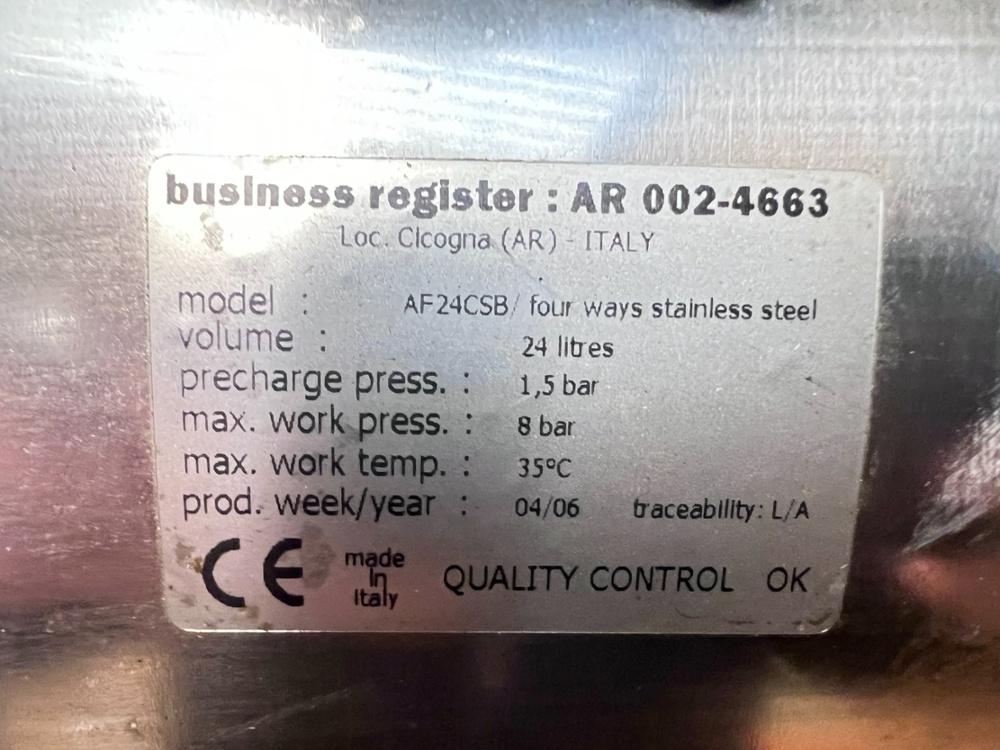 business register : AR 002-4663
Loc. Cicogna (AR) - ITALY
model : AF24CSB/ four ways stainless steel
volume : 24 litres
precharge press. : 1,5 bar
max. work press. : 8 bar
max. work temp. : 35°C
prod. week/year : 04/06 traceability: L/A
CE made in italy QUALITY CONTROL OK